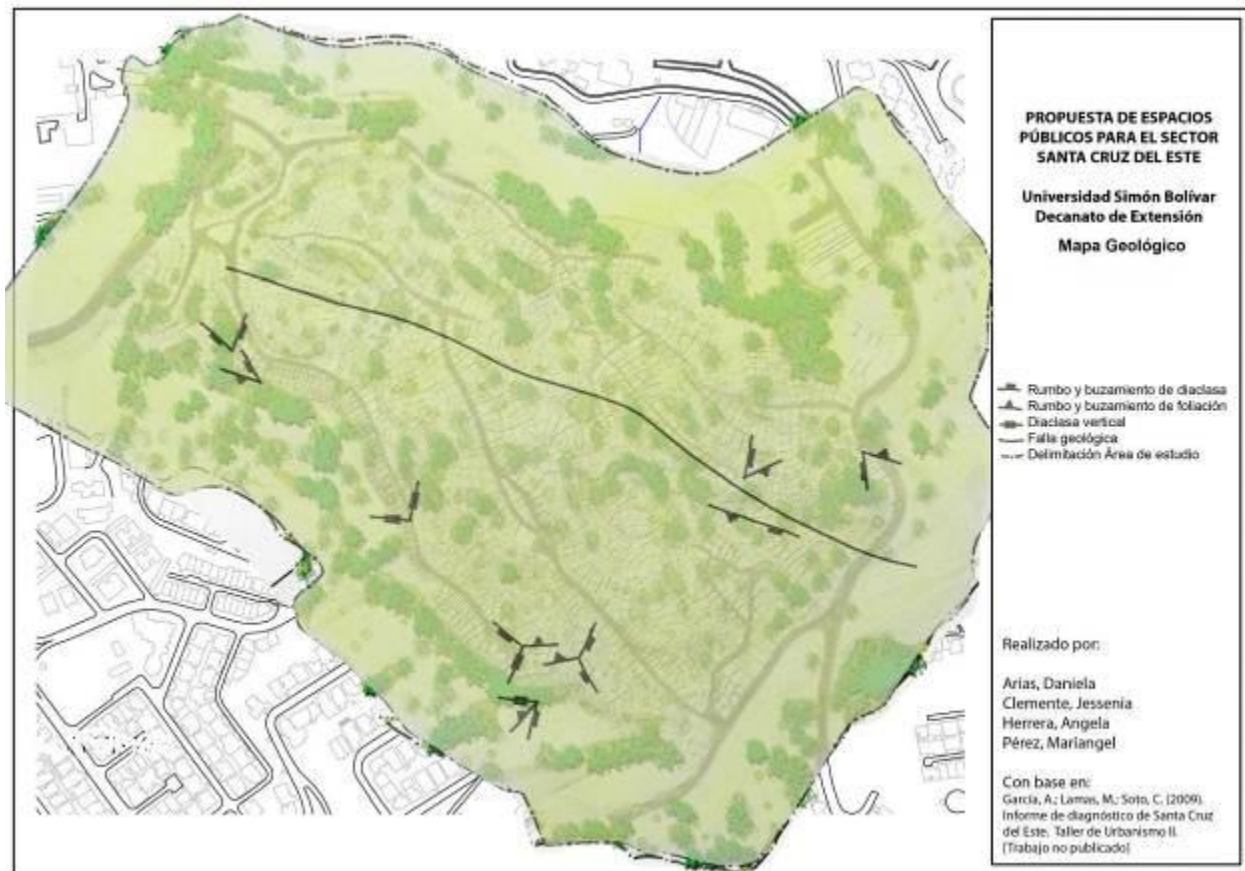 PROPUESTA DE ESPACIOS
PÚBLICOS PARA EL SECTOR
SANTA CRUZ DEL ESTE
Universidad Simón Bolívar
Decanato de Extensión
Mapa Geológico
Rumbo y buzamiento de diaclasa
Rumbo y buzamiento de foliación
Diaclasa vertical
Falla geológica
Delimitación Área de estudio
Realizado por:
Arias, Daniela
Clemente, Jessenia
Herrera, Angela
Pérez, Mariangel
Con base en:
García, A.; Lamas, M.; Soto, C. (2009).
Informe de diagnóstico de Santa Cruz
del Este. Taller de Urbanismo II.
[Trabajo no publicado]